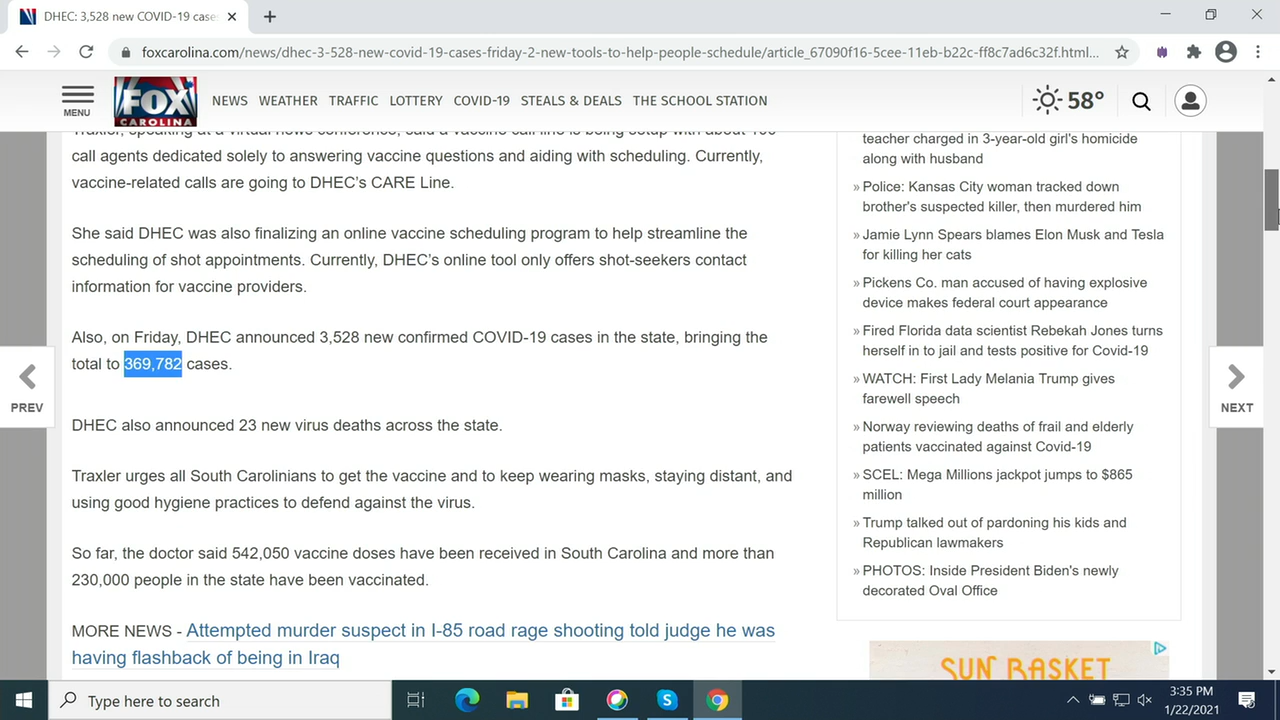 DHEC: 3,528 new COVID-19 cases
foxcarolina.com/news/dhec-3-528-new-covid-19-cases-friday-2-new-tools-to-help-people-schedule/article_67090f16-5cee-11eb-b22c-ff8c7ad6c32f.html...
MENU
FOX
CAROLINA
NEWS WEATHER TRAFFIC LOTTERY COVID-19 STEALS & DEALS THE SCHOOL STATION
58°
Traxler, speaking at a virtual news conference, said a vaccine call line is being setup with about
call agents dedicated solely to answering vaccine questions and aiding with scheduling. Currently,
vaccine-related calls are going to DHEC's CARE Line.
She said DHEC was also finalizing an online vaccine scheduling program to help streamline the
scheduling of shot appointments. Currently, DHEC's online tool only offers shot-seekers contact
information for vaccine providers.
Also, on Friday, DHEC announced 3,528 new confirmed COVID-19 cases in the state, bringing the
total to 369,782 cases.
DHEC also announced 23 new virus deaths across the state.
Traxler urges all South Carolinians to get the vaccine and to keep wearing masks, staying distant, and
using good hygiene practices to defend against the virus.
So far, the doctor said 542,050 vaccine doses have been received in South Carolina and more than
230,000 people in the state have been vaccinated.
MORE NEWS - Attempted murder suspect in I-85 road rage shooting told judge he was
having flashback of being in Iraq
PREV
teacher charged in 3-year-old girl's homicide
along with husband
» Police: Kansas City woman tracked down
brother's suspected killer, then murdered him
» Jamie Lynn Spears blames Elon Musk and Tesla
for killing her cats
» Pickens Co. man accused of having explosive
device makes federal court appearance
» Fired Florida data scientist Rebekah Jones turns
herself in to jail and tests positive for Covid-19
» WATCH: First Lady Melania Trump gives
farewell speech
» Norway reviewing deaths of frail and elderly
patients vaccinated against Covid-19
» SCEL: Mega Millions jackpot jumps to $865
million
» Trump talked out of pardoning his kids and
Republican lawmakers
» PHOTOS: Inside President Biden's newly
decorated Oval Office
NEXT
SUN BASKET
Type here to search
3:35 PM
1/22/2021